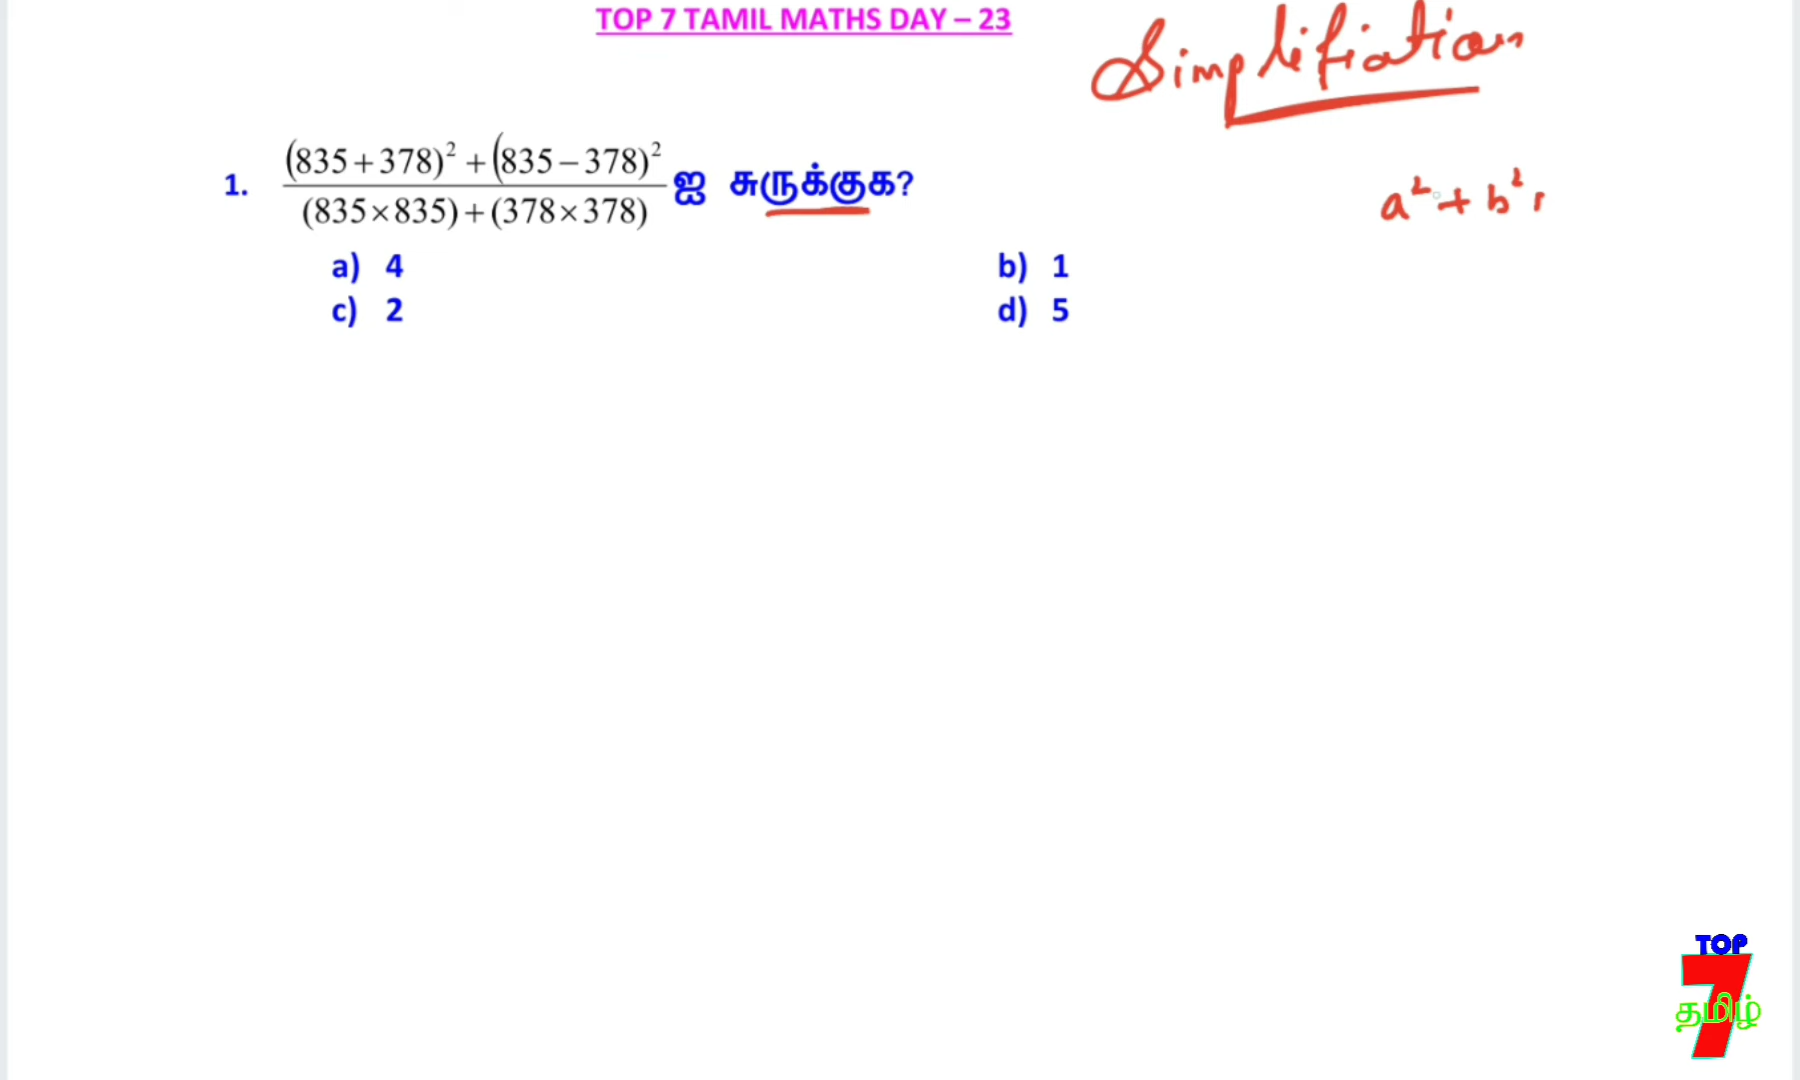 TOP 7 TAMIL MATHS DAY – 23
Simplifiation
1. (835+378)² + (835−378)² / (835×835)+(378×378) ஐ சுருக்குக?
a² + b²
a) 4 b) 1
c) 2 d) 5
TOP
7
தமிழ்